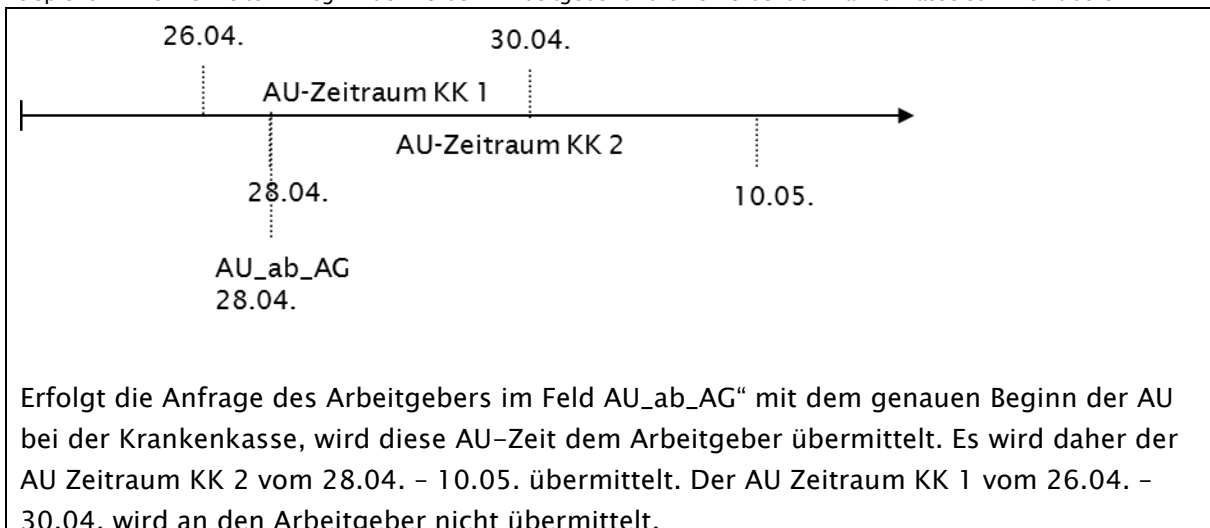 26.04.
30.04.
AU-Zeitraum KK 1
AU-Zeitraum KK 2
28.04.
10.05.
AU_ab_AG
28.04.
Erfolgt die Anfrage des Arbeitgebers im Feld AU_ab_AG“ mit dem genauen Beginn der AU
bei der Krankenkasse, wird diese AU-Zeit dem Arbeitgeber übermittelt. Es wird daher der
AU Zeitraum KK 2 vom 28.04. – 10.05. übermittelt. Der AU Zeitraum KK 1 vom 26.04. –
30.04. wird an den Arbeitgeber nicht übermittelt.